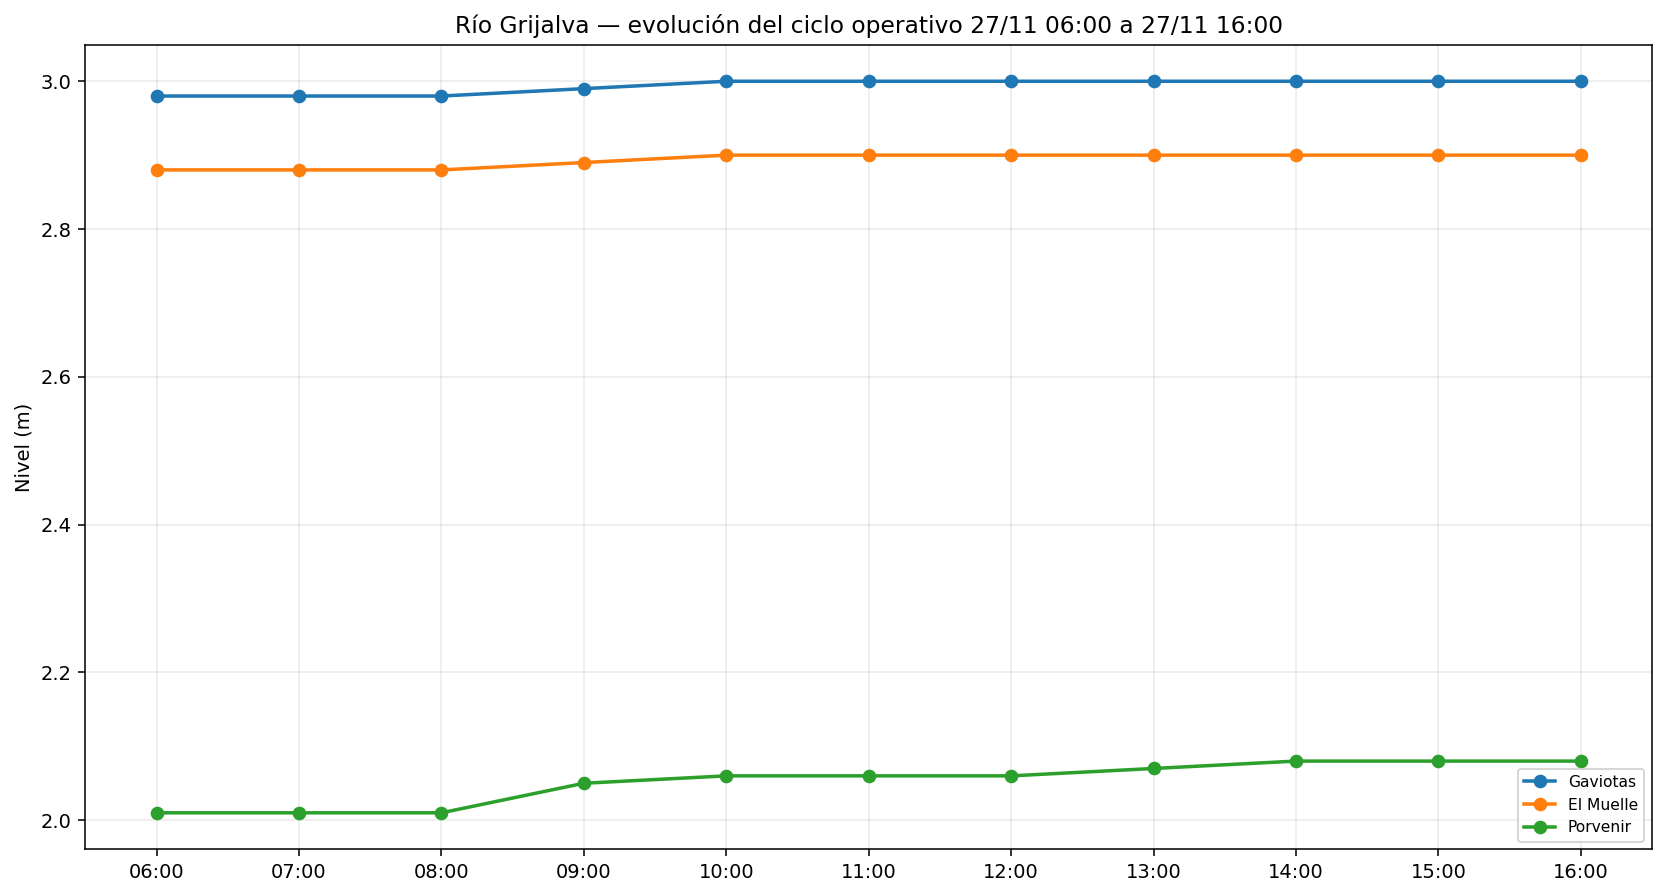 Río Grijalva — evolución del ciclo operativo 27/11 06:00 a 27/11 16:00
Nivel (m)
3.0
2.8
2.6
2.4
2.2
2.0
Gaviotas
El Muelle
Porvenir
06:00 07:00 08:00 09:00 10:00 11:00 12:00 13:00 14:00 15:00 16:00